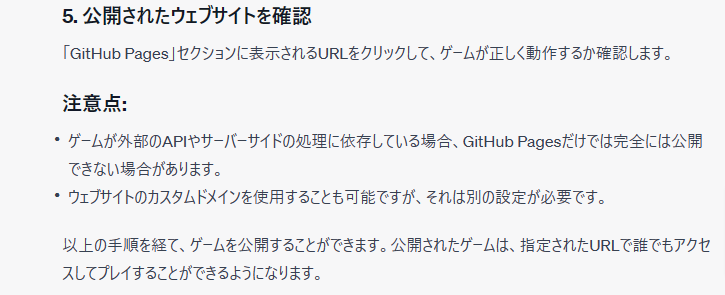 5. 公開されたウェブサイトを確認
「GitHub Pages」セクションに表示されるURLをクリックして、ゲームが正しく動作するか確認します。
注意点:
• ゲームが外部のAPIやサーバーサイドの処理に依存している場合、GitHub Pagesだけでは完全には公開
できない場合があります。
• ウェブサイトのカスタムドメインを使用することも可能ですが、それは別の設定が必要です。
以上の手順を経て、ゲームを公開することができます。公開されたゲームは、指定されたURLで誰でもアクセ
スしてプレイすることができるようになります。